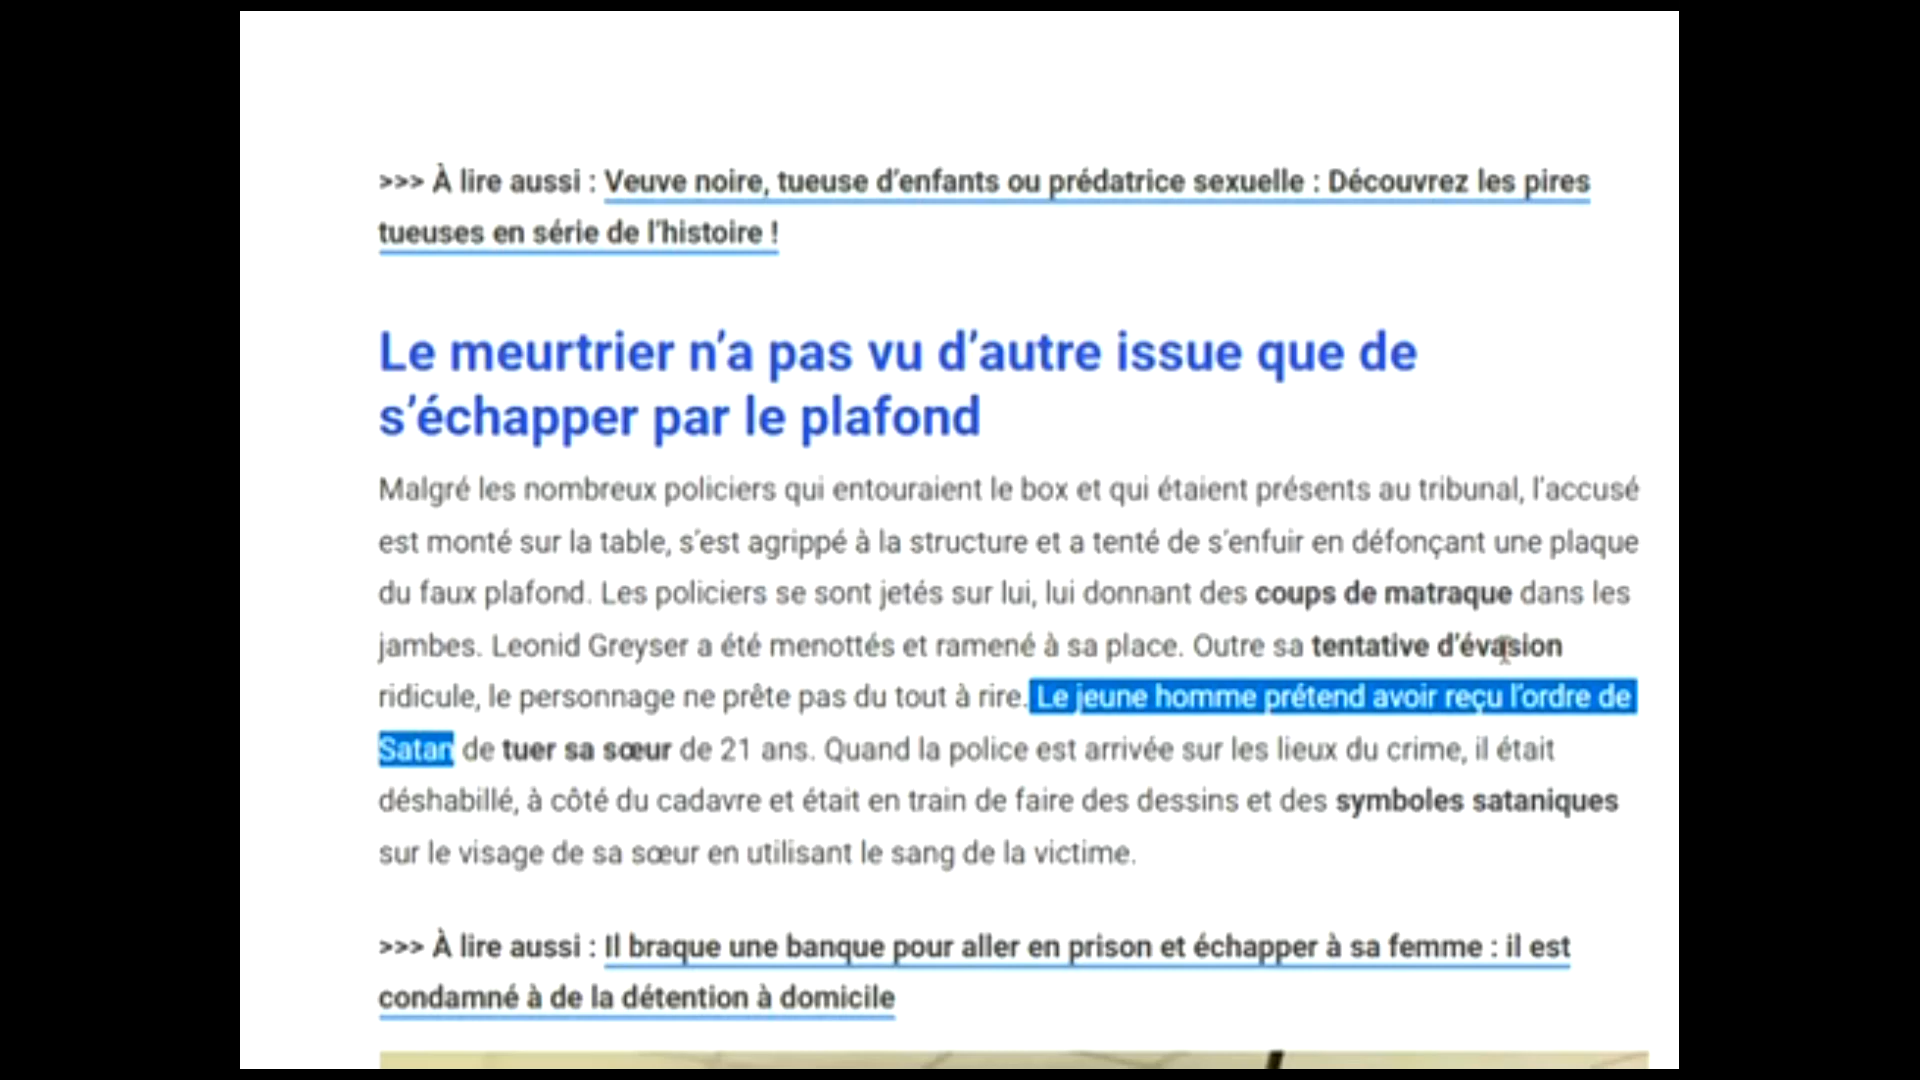 >>> À lire aussi : Veuve noire, tueuse d’enfants ou prédatrice sexuelle : Découvrez les pires
tueuses en série de l’histoire !
Le meurtrier n’a pas vu d’autre issue que de
s’échapper par le plafond
Malgré les nombreux policiers qui entouraient le box et qui étaient présents au tribunal, l’accusé
est monté sur la table, s’est agrippé à la structure et a tenté de s’enfuir en défonçant une plaque
du faux plafond. Les policiers se sont jetés sur lui, lui donnant des coups de matraque dans les
jambes. Leonid Greyser a été menottés et ramené à sa place. Outre sa tentative d’évasion
ridicule, le personnage ne prête pas du tout à rire. Le jeune homme prétend avoir reçu l’ordre de
Satan de tuer sa sœur de 21 ans. Quand la police est arrivée sur les lieux du crime, il était
déshabillé, à côté du cadavre et était en train de faire des dessins et des symboles sataniques
sur le visage de sa sœur en utilisant le sang de la victime.
>>> À lire aussi : Il braque une banque pour aller en prison et échapper à sa femme : il est
condamné à de la détention à domicile